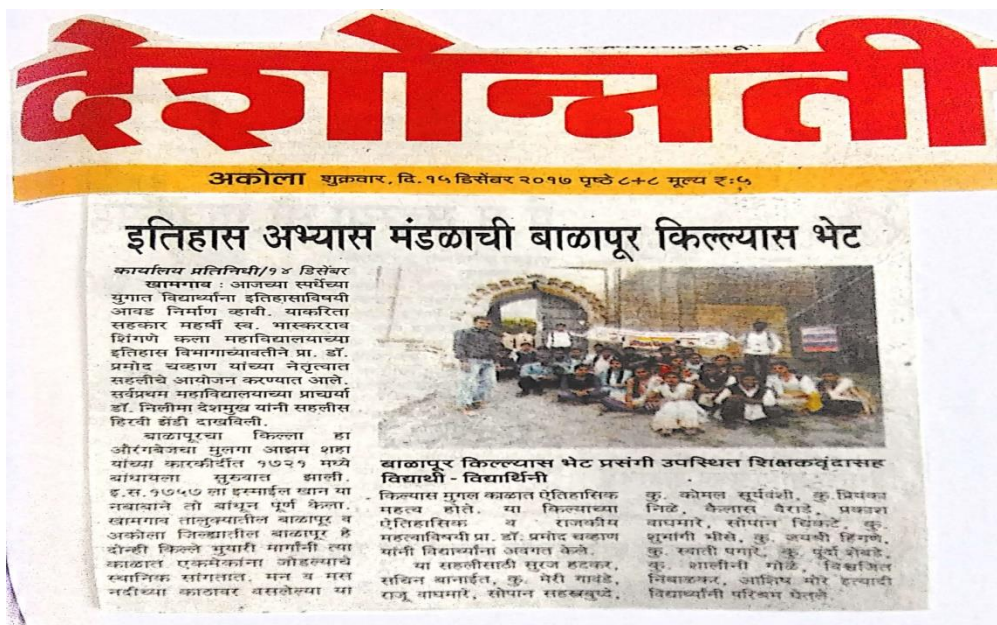 देशोन्नती
अकोला शुक्रवार, दि. १५ डिसेंबर २०१७ पृष्ठे ८+८ मूल्य ₹:५
इतिहास अभ्यास मंडळाची बाळापूर किल्ल्यास भेट
कार्यालय प्रतिनिधी/१४ डिसेंबर
खामगाव : आजच्या स्पर्धेच्या
युगात विद्यार्थ्यांना इतिहासाविषयी
आवड निर्माण व्हावी. याकरिता
सहकार महर्षी स्व. भास्करराव
शिंगणे कला महाविद्यालयाच्या
इतिहास विभागाच्यावतीने प्रा. डॉ.
प्रमोद चव्हाण यांच्या नेतृत्वात
सहलीचे आयोजन करण्यात आले.
सर्वप्रथम महाविद्यालयाच्या प्राचार्या
डॉ. निलीमा देशमुख यांनी सहलीस
हिरवी झेंडी दाखविली.
बाळापूरचा किल्ला हा
औरंगबेजचा मुलगा आझम शहा
यांच्या कारकीर्दीत १७२१ मध्ये
बांधायला सुरुवात झाली.
इ.स.१७५७ ला इस्माईल खान या
नबाबाने तो बांधून पूर्ण केला.
खामगाव तालुक्यातील बाळापूर व
अकोला जिल्ह्यातील बाळापूर हे
दोन्ही किल्ले भुयारी मार्गांनी त्या
काळात एकमेकांना जोडल्याचे
स्थानिक सांगतात. मन व मस
नदीच्या काठावर वसलेल्या या
बाळापूर किल्ल्यास भेट प्रसंगी उपस्थित शिक्षकवृंदासह
विद्यार्थी - विद्यार्थिनी
किल्यास मुगल काळात ऐतिहासिक
महत्व होते. या किल्याच्या
ऐतिहासिक व राजकीय
महत्वाविषयी प्रा. डॉ. प्रमोद चव्हाण
यांनी विद्यार्थ्यांना अवगत केले.
या सहलीसाठी सुरज हटकर,
सचिन बानाईत, कु. मेरी गावंडे,
राजू वाघमारे, सोपान सहस्त्रबुध्दे,
कु. कोमल सूर्यवंशी, कु.प्रियंका
निळे, कैलास वैराडे, प्रकाश
वाघमारे, सोपान चिंकटे, कु.
शुभांगी भीसे, कु. जयश्री हिंगणे,
कु. स्वाती पगारे, कु. पूर्वा शेबडे,
कु. शालीनी गोळे, विश्वजित
निंबाळकर, आशिष मोरे इत्यादी
विद्यार्थ्यांनी परिश्रम घेतले.